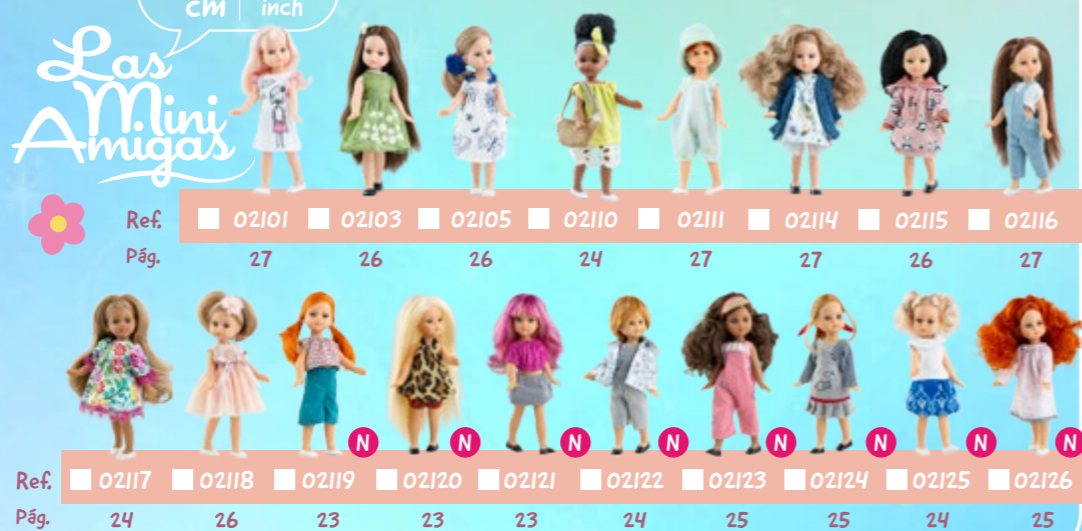 cm inch
Las
Mini
Amigas
Ref. 02101 02103 02105 02110 02111 02114 02115 02116
Pág. 27 26 26 24 27 27 26 27
N N N N N N N N
Ref. 02117 02118 02119 02120 02121 02122 02123 02124 02125 02126
Pág. 24 26 23 23 23 24 25 25 24 25